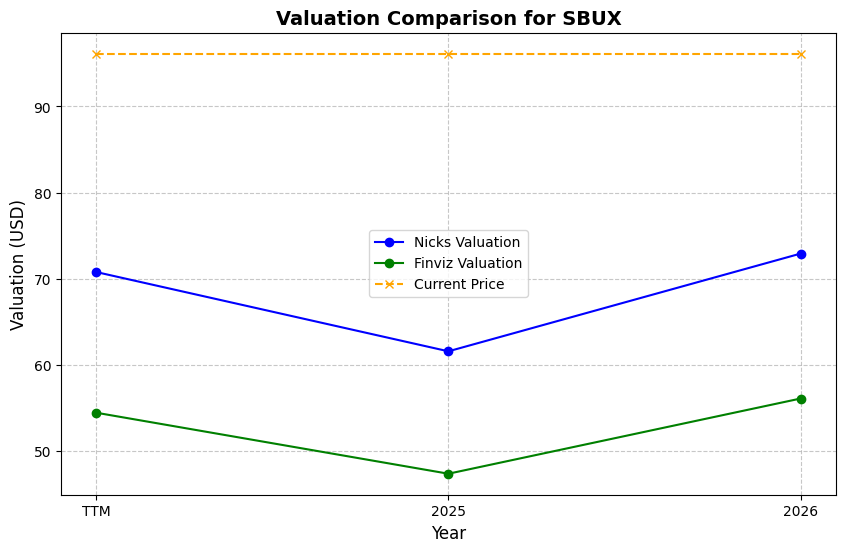 Valuation Comparison for SBUX
Valuation (USD)
90
80
70
60
50
Nicks Valuation
Finviz Valuation
Current Price
TTM
2025
2026
Year